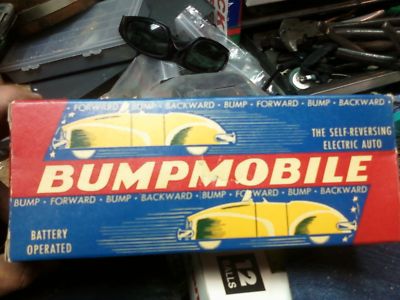 FORWARD · BUMP · BACKWARD · BUMP · FORWARD · BUMP · BACKWARD
THE SELF-REVERSING
ELECTRIC AUTO
BUMPMOBILE
BUMP · FORWARD · BUMP · BACKWARD · BUMP · FORWARD · BUMP · BACKWARD
BATTERY
OPERATED
12